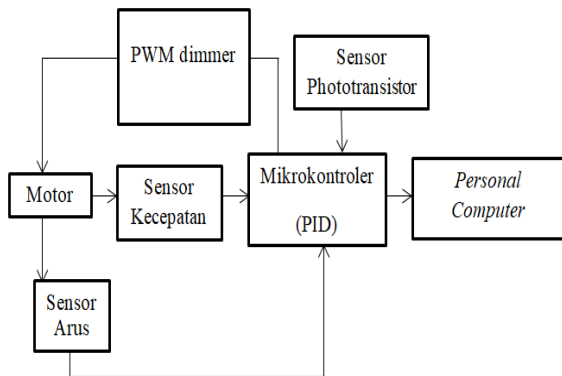 PWM dimmer
Sensor
Phototransistor
Motor
Sensor
Kecepatan
Mikrokontroler
(PID)
Personal
Computer
Sensor
Arus